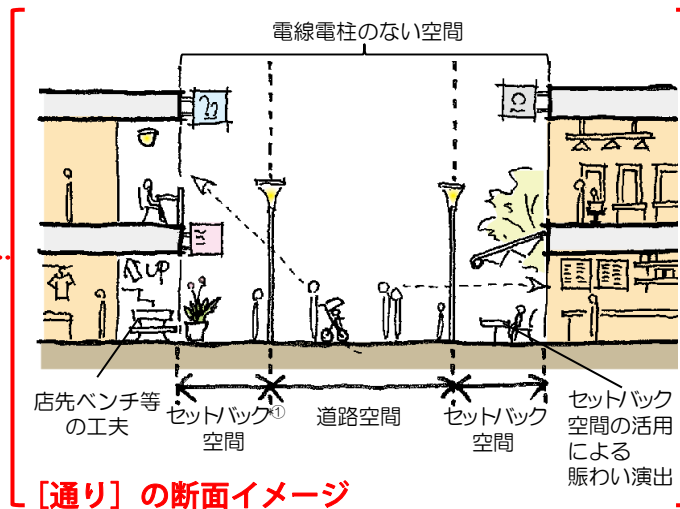 電線電柱のない空間
UP
店先ベンチ等
の工夫
セットバック※①
空間
道路空間
セットバック
空間
セットバック
空間の活用
による
賑わい演出
［通り］の断面イメージ